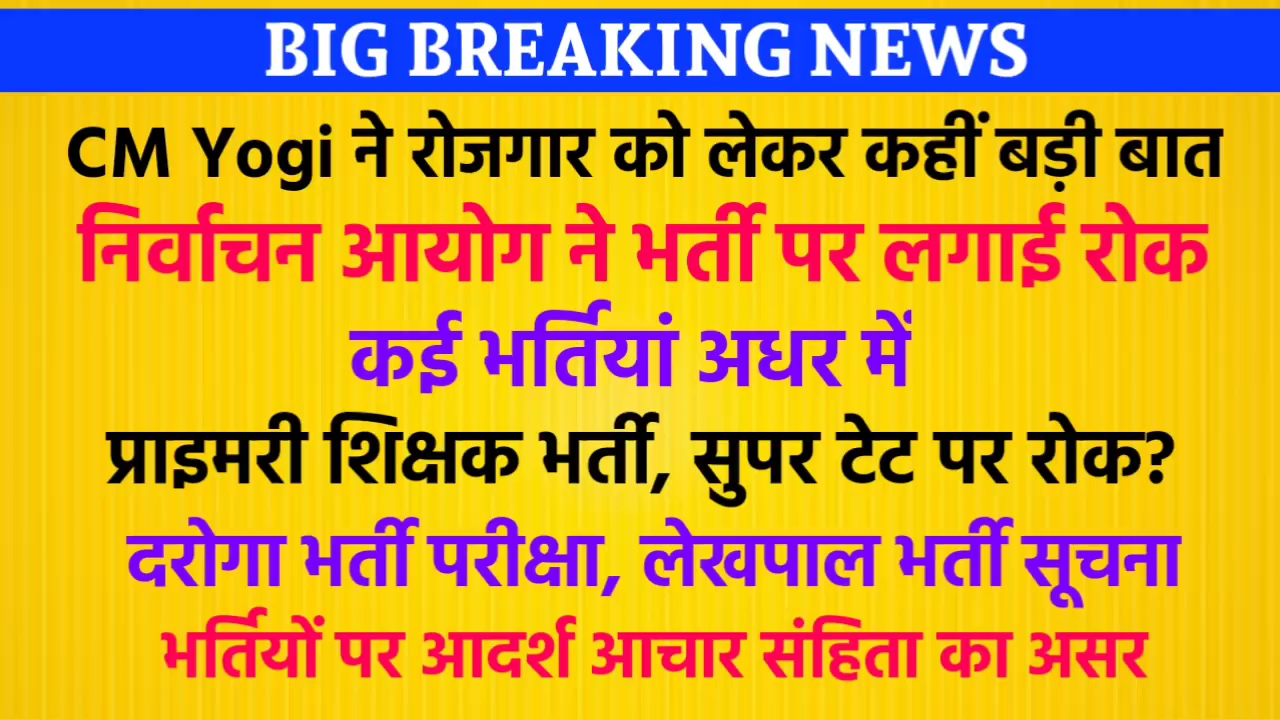 BIG BREAKING NEWS
CM Yogi ने रोजगार को लेकर कहीं बड़ी बात
निर्वाचन आयोग ने भर्ती पर लगाई रोक
कई भर्तियां अधर में
प्राइमरी शिक्षक भर्ती, सुपर टेट पर रोक?
दरोगा भर्ती परीक्षा, लेखपाल भर्ती सूचना
भर्तियों पर आदर्श आचार संहिता का असर